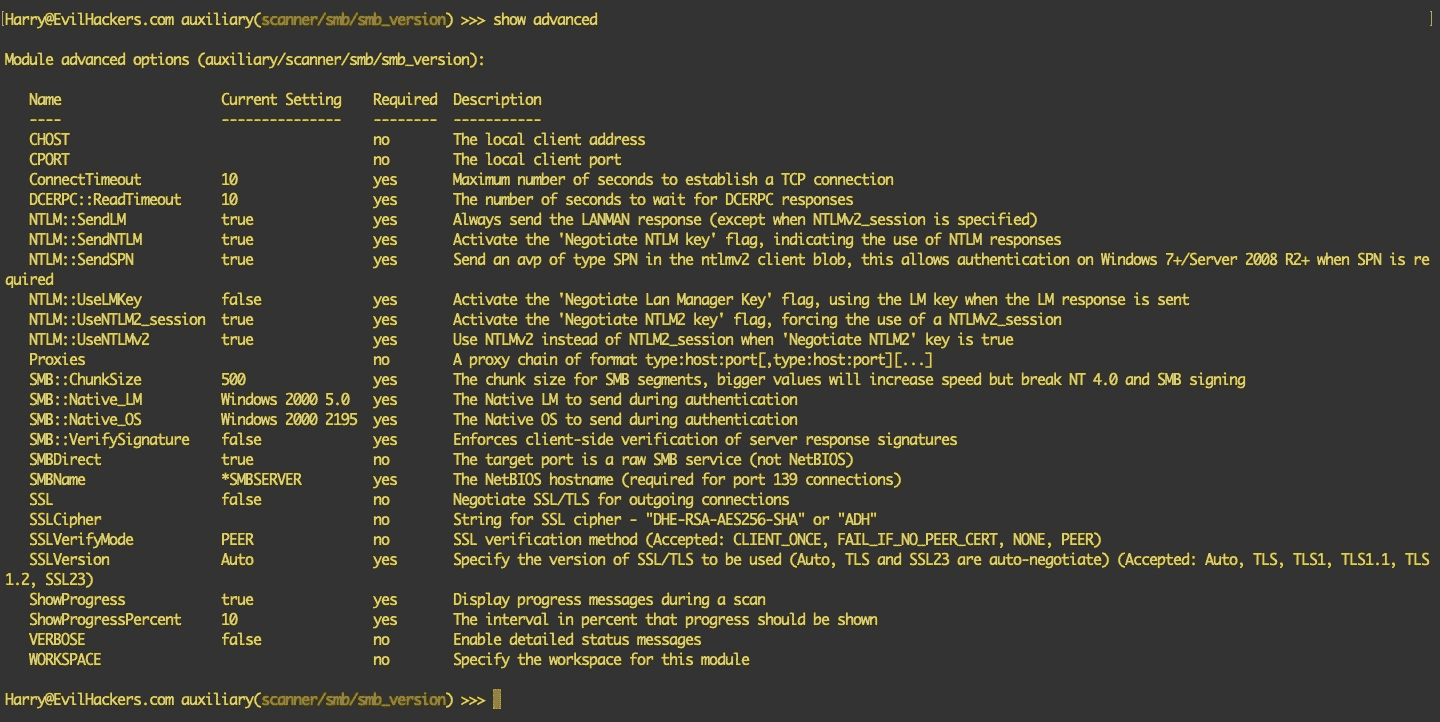 [Harry@EvilHackers.com auxiliary(scanner/smb/smb_version) >>> show advanced ]
Module advanced options (auxiliary/scanner/smb/smb_version):
Name Current Setting Required Description
---- --------------- -------- -----------
CHOST no The local client address
CPORT no The local client port
ConnectTimeout 10 yes Maximum number of seconds to establish a TCP connection
DCERPC::ReadTimeout 10 yes The number of seconds to wait for DCERPC responses
NTLM::SendLM true yes Always send the LANMAN response (except when NTLMv2_session is specified)
NTLM::SendNTLM true yes Activate the 'Negotiate NTLM key' flag, indicating the use of NTLM responses
NTLM::SendSPN true yes Send an avp of type SPN in the ntlmv2 client blob, this allows authentication on Windows 7+/Server 2008 R2+ when SPN is re
quired
NTLM::UseLMKey false yes Activate the 'Negotiate Lan Manager Key' flag, using the LM key when the LM response is sent
NTLM::UseNTLM2_session true yes Activate the 'Negotiate NTLM2 key' flag, forcing the use of a NTLMv2_session
NTLM::UseNTLMv2 true yes Use NTLMv2 instead of NTLM2_session when 'Negotiate NTLM2' key is true
Proxies no A proxy chain of format type:host:port[,type:host:port][...]
SMB::ChunkSize 500 yes The chunk size for SMB segments, bigger values will increase speed but break NT 4.0 and SMB signing
SMB::Native_LM Windows 2000 5.0 yes The Native LM to send during authentication
SMB::Native_OS Windows 2000 2195 yes The Native OS to send during authentication
SMB::VerifySignature false yes Enforces client-side verification of server response signatures
SMBDirect true no The target port is a raw SMB service (not NetBIOS)
SMBName *SMBSERVER yes The NetBIOS hostname (required for port 139 connections)
SSL false no Negotiate SSL/TLS for outgoing connections
SSLCipher no String for SSL cipher - "DHE-RSA-AES256-SHA" or "ADH"
SSLVerifyMode PEER no SSL verification method (Accepted: CLIENT_ONCE, FAIL_IF_NO_PEER_CERT, NONE, PEER)
SSLVersion Auto yes Specify the version of SSL/TLS to be used (Auto, TLS and SSL23 are auto-negotiate) (Accepted: Auto, TLS, TLS1, TLS1.1, TLS
1.2, SSL23)
ShowProgress true yes Display progress messages during a scan
ShowProgressPercent 10 yes The interval in percent that progress should be shown
VERBOSE false no Enable detailed status messages
WORKSPACE no Specify the workspace for this module
Harry@EvilHackers.com auxiliary(scanner/smb/smb_version) >>>